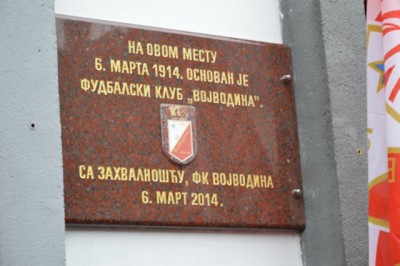 НА ОВОМ МЕСТУ
6. МАРТА 1914. ОСНОВАН ЈЕ
ФУДБАЛСКИ КЛУБ „ВОЈВОДИНА”.
СА ЗАХВАЛНОШЋУ, ФК ВОЈВОДИНА
6. МАРТ 2014.